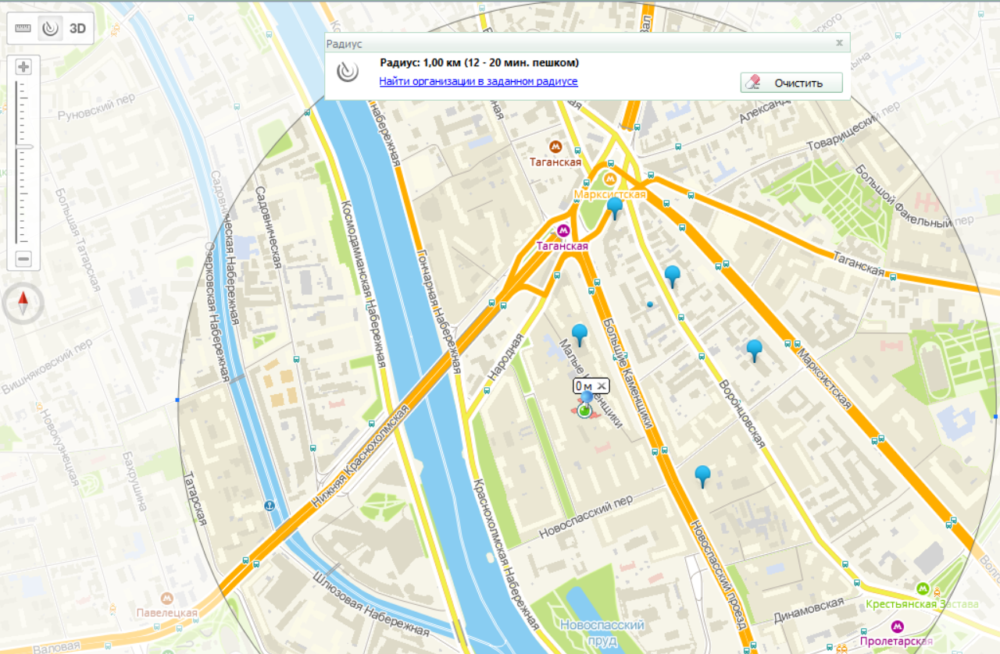 3D
Радиус
x
Радиус: 1,00 км (12 - 20 мин. пешком)
Найти организации в заданном радиусе
Очистить
вал
Руновский пер
набережная
Александ
Товарищеский пер
Таганская
Марксистская
Большой Факельный пер
Садовническая Набережная
Садовническая
Большая Татарская
Космодамианская Набережная
Таганская
Таганская
Озерковская Набережная
Гончарная Набережная
Вишняковский пер
Народная
Малые Каменщики
Большие Каменщики
Марксистская
0 м
Воронцовская
Новокузнецкая
Бахрушина
Татарская
Нижняя Краснохолмская
Краснохолмская Набережная
Новоспасский пер
Новоспасский проезд
Шлюзовая Набережная
Павелецкая
Крестьянская Застава
Динамовская
Новоспасский
пруд
Пролетарская
Валовая